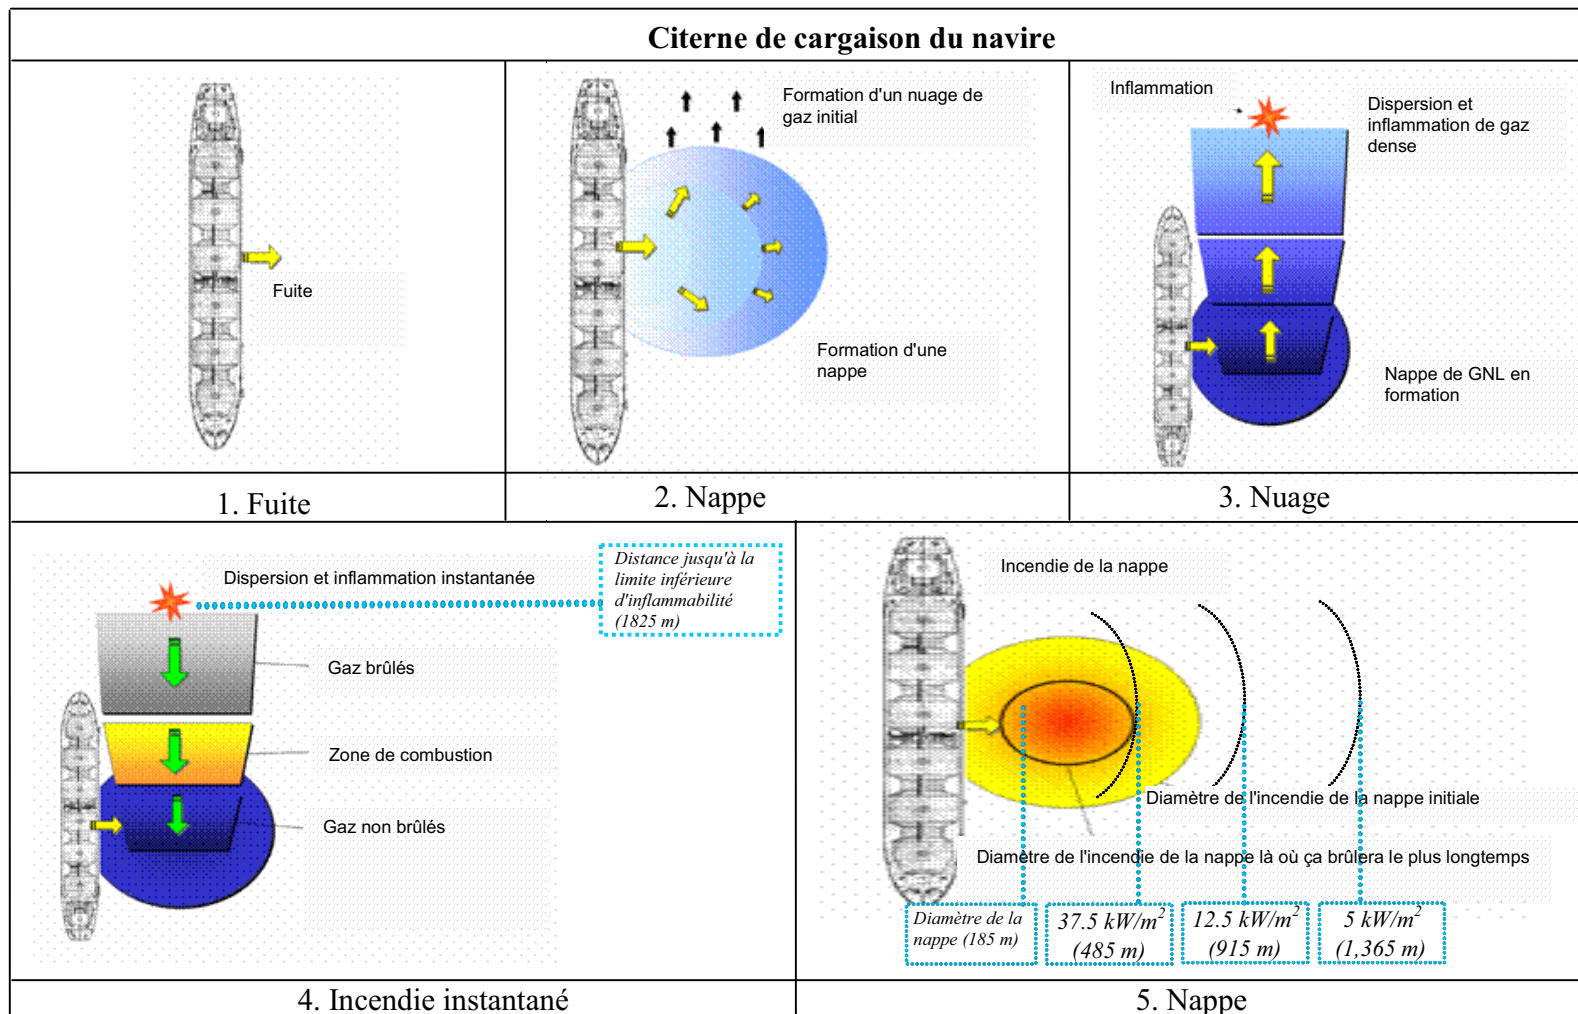 Citerne de cargaison du navire
Fuite
1. Fuite
Formation d'un nuage de
gaz initial
Formation d'une
nappe
2. Nappe
Inflammation
Dispersion et
inflammation de gaz
dense
Nappe de GNL en
formation
3. Nuage
Dispersion et inflammation instantanée
Distance jusqu'à la
limite inférieure
d'inflammabilité
(1825 m)
Gaz brûlés
Zone de combustion
Gaz non brûlés
4. Incendie instantané
Incendie de la nappe
Diamètre de l'incendie de la nappe initiale
Diamètre de l'incendie de la nappe là où ça brûlera le plus longtemps
Diamètre de la
nappe (185 m)
37.5 kW/m²
(485 m)
12.5 kW/m²
(915 m)
5 kW/m²
(1,365 m)
5. Nappe